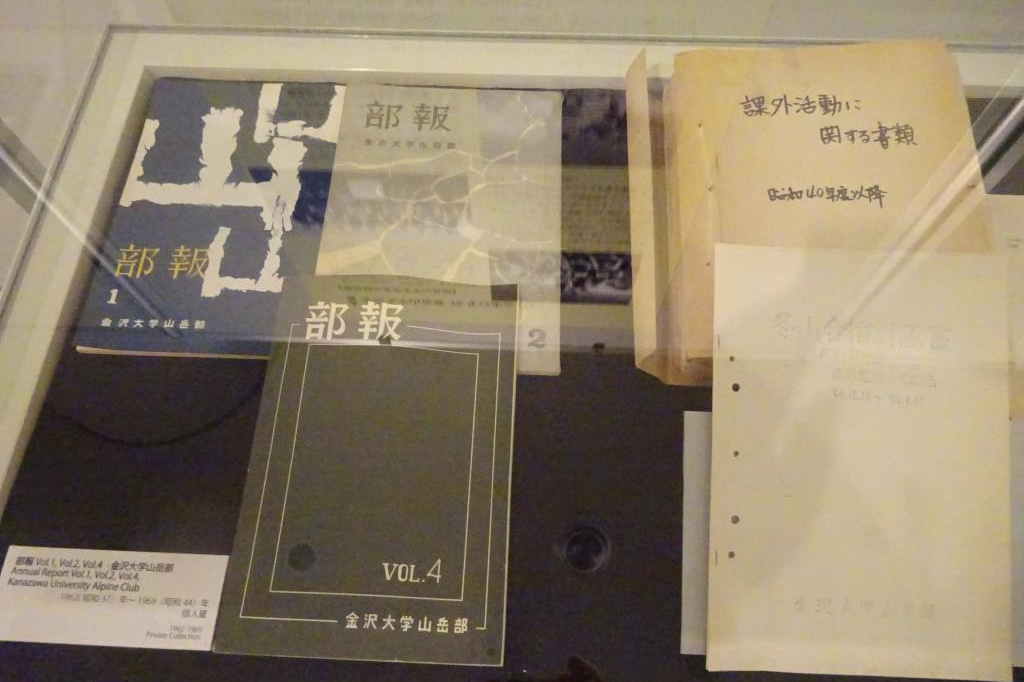 部報
1
金沢大学山岳部
部報
金沢大学山岳部
2
部報
VOL.4
金沢大学山岳部
課外活動に
関する書類
昭和40年度以降
部報 Vol.1, Vol.2, Vol.4 金沢大学山岳部
Annual Report Vol.1, Vol.2, Vol.4,
Kanazawa University Alpine Club
1962(昭和37)年〜1969(昭和44)年
個人蔵
1962-1969
Private Collection
金沢大学山岳部